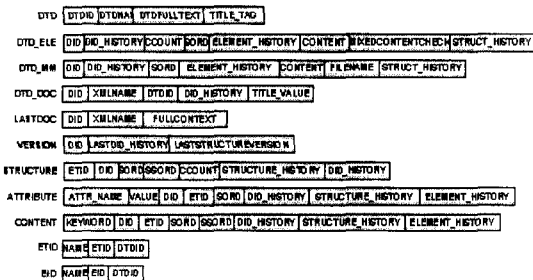 DTD DTDID DTDNAME DTDFULLTEXT TITLE_TAG
DTD_ELE DID DID_HISTORY CCOUNT SORD ELEMENT_HISTORY CONTENT MIXEDCONTENTCHECH STRUCT_HISTORY
DTD_MM DID DID_HISTORY SORD ELEMENT_HISTORY CONTENT FILENAME STRUCT_HISTORY
DTD_DOC DID XMLNAME DTDID DID_HISTORY TITLE_VALUE
LASTDOC DID XMLNAME FULLCONTEXT
VERSION DID LASTDID_HISTORY LASTSTRUCTUREVERSION
STRUCTURE ETID DID SORD SSORD CCOUNT STRUCTURE_HISTORY DID_HISTORY
ATTRIBUTE ATTR_NAME VALUE DID ETID SORD DID_HISTORY STRUCTURE_HISTORY ELEMENT_HISTORY
CONTENT KEYWORD DID ETID SORD SSORD DID_HISTORY STRUCTURE_HISTORY ELEMENT_HISTORY
ETID NAME ETID DTDID
EID NAME EID DTDID